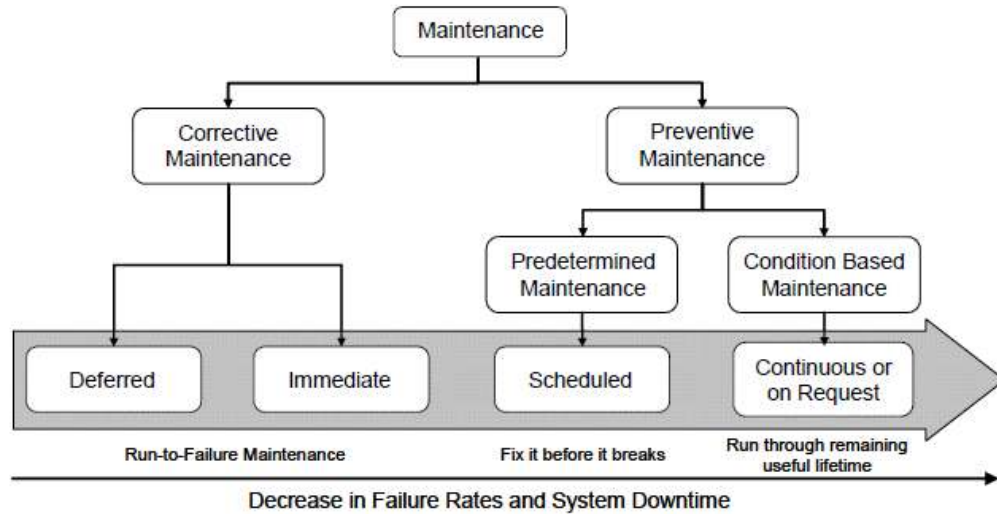 Maintenance
Corrective
Maintenance
Preventive
Maintenance
Predetermined
Maintenance
Condition Based
Maintenance
Deferred
Immediate
Scheduled
Continuous or
on Request
Run-to-Failure Maintenance
Fix it before it breaks
Run through remaining
useful lifetime
Decrease in Failure Rates and System Downtime